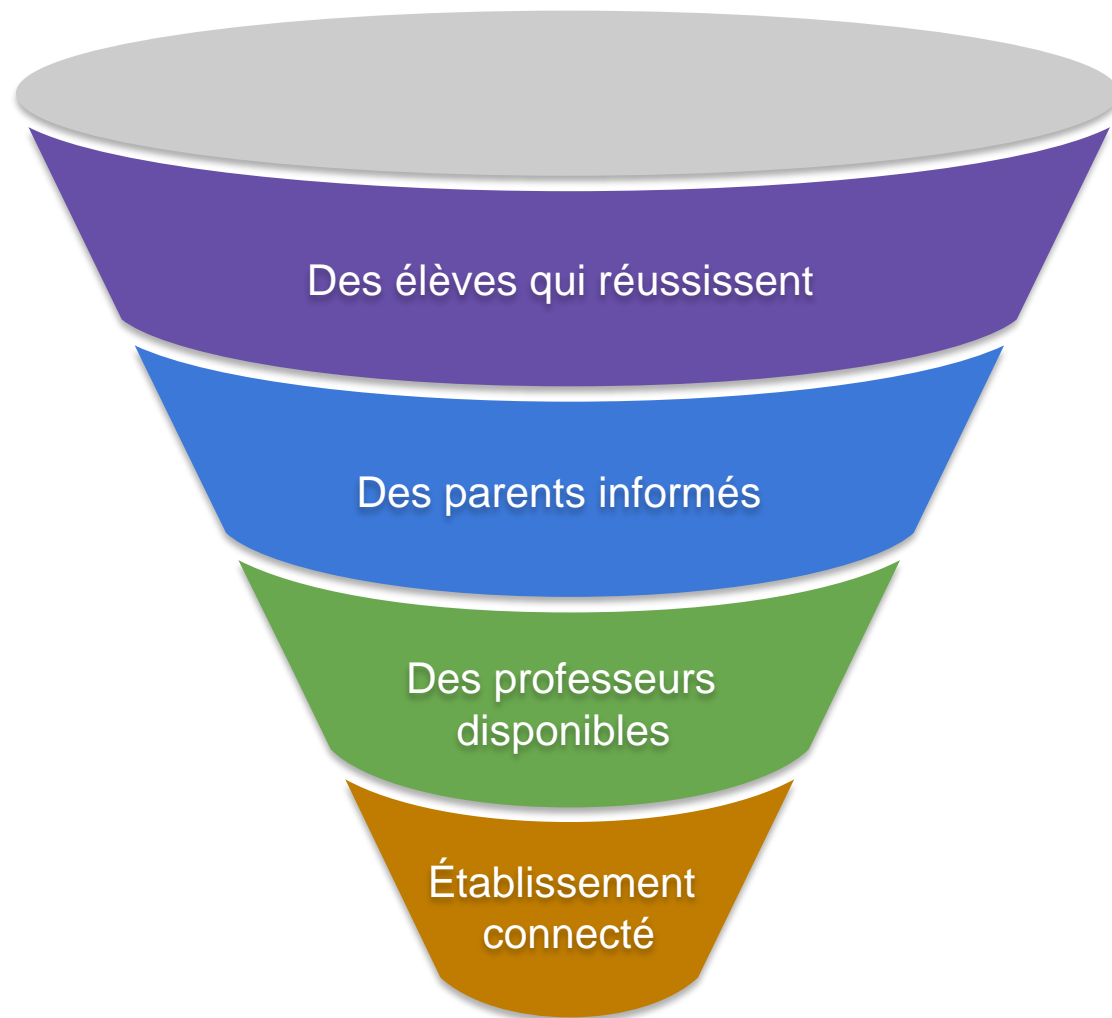 Des élèves qui réussissent
Des parents informés
Des professeurs
disponibles
Établissement
connecté